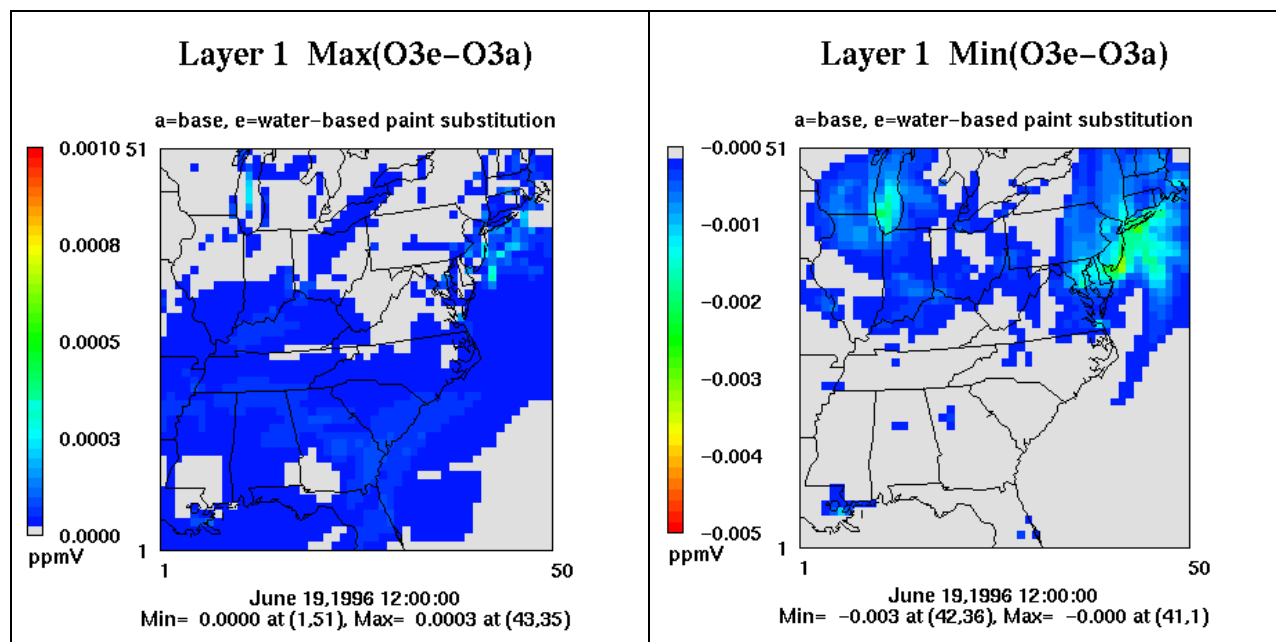 Layer 1 Max(O3e-O3a)
a=base, e=water-based paint substitution
0.0010
0.0008
0.0005
0.0003
0.0000
ppmV
51
1
1
50
June 19,1996 12:00:00
Min= 0.0000 at (1,51), Max= 0.0003 at (43,35)
Layer 1 Min(O3e-O3a)
a=base, e=water-based paint substitution
-0.000
-0.001
-0.002
-0.003
-0.004
-0.005
ppmV
51
1
1
50
June 19,1996 12:00:00
Min= -0.003 at (42,36), Max= -0.000 at (41,1)